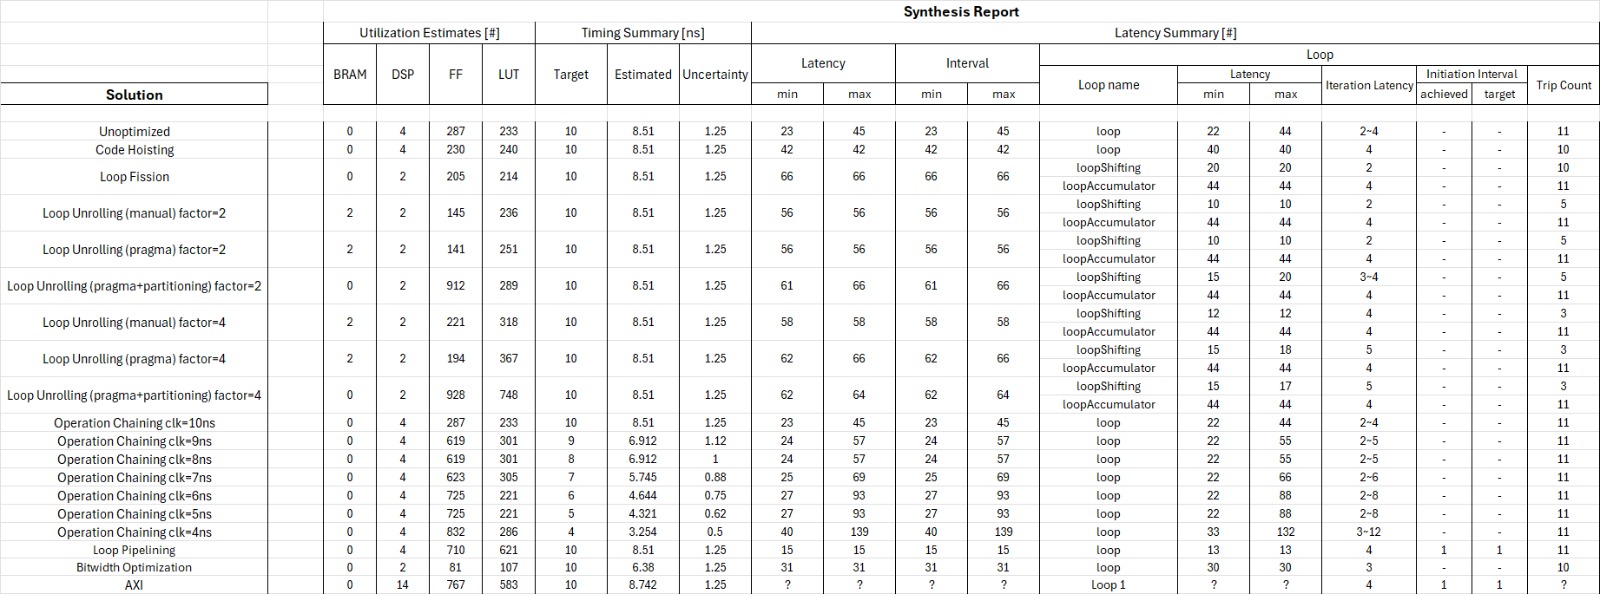 Synthesis Report
Utilization Estimates [#] Timing Summary [ns] Latency Summary [#]
Latency Interval Loop
BRAM DSP FF LUT Target Estimated Uncertainty Loop name Latency Iteration Latency Initiation Interval Trip Count
Solution min max min max min max achieved target
Unoptimized 0 4 287 233 10 8.51 1.25 23 45 23 45 loop 22 44 2~4 - - 11
Code Hoisting 0 4 230 240 10 8.51 1.25 42 42 42 42 loop 40 40 4 - - 10
Loop Fission 0 2 205 214 10 8.51 1.25 66 66 66 66 loopShifting 20 20 2 - - 10
loopAccumulator 44 44 4 - - 11
Loop Unrolling (manual) factor=2 2 2 145 236 10 8.51 1.25 56 56 56 56 loopShifting 10 10 2 - - 5
loopAccumulator 44 44 4 - - 11
Loop Unrolling (pragma) factor=2 2 2 141 251 10 8.51 1.25 56 56 56 56 loopShifting 10 10 2 - - 5
loopAccumulator 44 44 4 - - 11
Loop Unrolling (pragma+partitioning) factor=2 0 2 912 289 10 8.51 1.25 61 66 61 66 loopShifting 15 20 3~4 - - 5
loopAccumulator 44 44 4 - - 11
Loop Unrolling (manual) factor=4 2 2 221 318 10 8.51 1.25 58 58 58 58 loopShifting 12 12 4 - - 3
loopAccumulator 44 44 4 - - 11
Loop Unrolling (pragma) factor=4 2 2 194 367 10 8.51 1.25 62 66 62 66 loopShifting 15 18 5 - - 3
loopAccumulator 44 44 4 - - 11
Loop Unrolling (pragma+partitioning) factor=4 0 2 928 748 10 8.51 1.25 62 64 62 64 loopShifting 15 17 5 - - 3
loopAccumulator 44 44 4 - - 11
Operation Chaining clk=10ns 0 4 287 233 10 8.51 1.25 23 45 23 45 loop 22 44 2~4 - - 11
Operation Chaining clk=9ns 0 4 619 301 9 6.912 1.12 24 57 24 57 loop 22 55 2~5 - - 11
Operation Chaining clk=8ns 0 4 619 301 8 6.912 1 24 57 24 57 loop 22 55 2~5 - - 11
Operation Chaining clk=7ns 0 4 623 305 7 5.745 0.88 25 69 25 69 loop 22 66 2~6 - - 11
Operation Chaining clk=6ns 0 4 725 221 6 4.644 0.75 27 93 27 93 loop 22 88 2~8 - - 11
Operation Chaining clk=5ns 0 4 725 221 5 4.321 0.62 27 93 27 93 loop 22 88 2~8 - - 11
Operation Chaining clk=4ns 0 4 832 286 4 3.254 0.5 40 139 40 139 loop 33 132 3~12 - - 11
Loop Pipelining 0 4 710 621 10 8.51 1.25 15 15 15 15 loop 13 13 4 1 1 11
Bitwidth Optimization 0 2 81 107 10 6.38 1.25 31 31 31 31 loop 30 30 3 - - 10
AXI 0 14 767 583 10 8.742 1.25 ? ? ? ? Loop 1 ? ? 4 1 1 ?